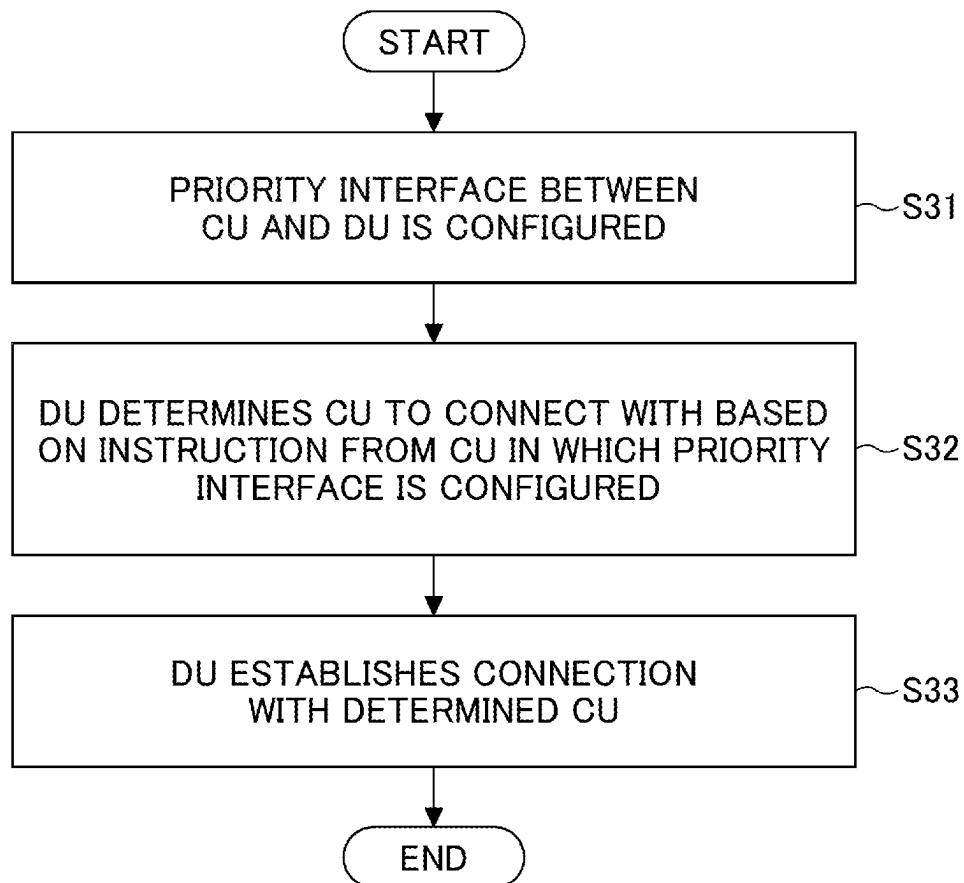 START
PRIORITY INTERFACE BETWEEN
CU AND DU IS CONFIGURED
S31
DU DETERMINES CU TO CONNECT WITH BASED
ON INSTRUCTION FROM CU IN WHICH PRIORITY
INTERFACE IS CONFIGURED
S32
DU ESTABLISHES CONNECTION
WITH DETERMINED CU
S33
END